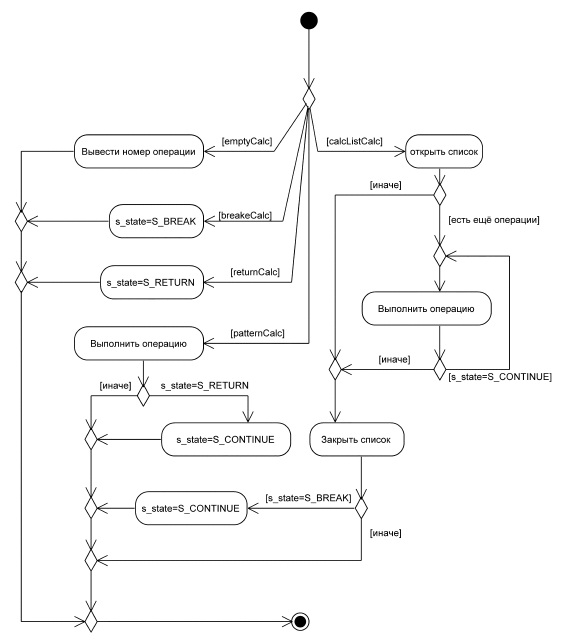 [emptyCalc]
[calcListCalc]
Вывести номер операции
открыть список
[иначе]
[breakeCalc]
s_state=S_BREAK
[есть ещё операции]
[returnCalc]
s_state=S_RETURN
Выполнить операцию
[patternCalc]
Выполнить операцию
[иначе]
[s_state=S_CONTINUE]
[иначе]
s_state=S_RETURN
s_state=S_CONTINUE
Закрыть список
[s_state=S_BREAK]
s_state=S_CONTINUE
[иначе]